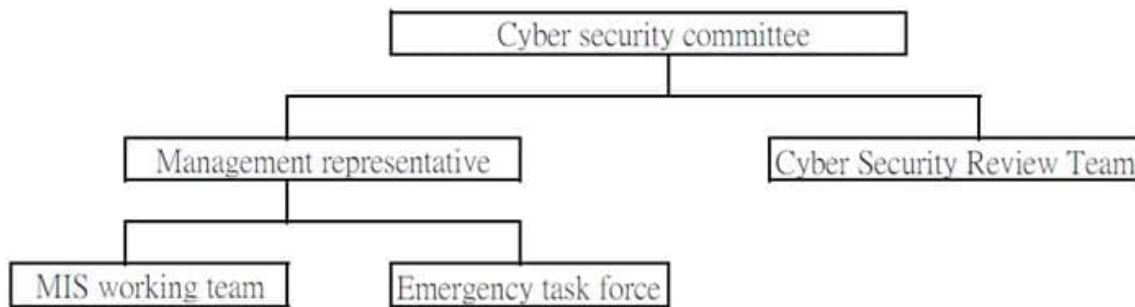 Cyber security committee
Management representative
Cyber Security Review Team
MIS working team
Emergency task force